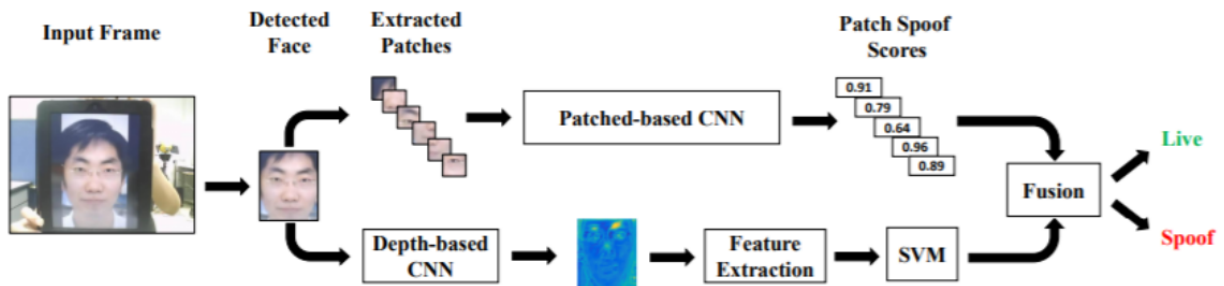 Input Frame
Detected
Face
Extracted
Patches
Patch Spoof
Scores
Patched-based CNN
0.91
0.79
0.64
0.96
0.89
Depth-based
CNN
Feature
Extraction
SVM
Fusion
Live
Spoof